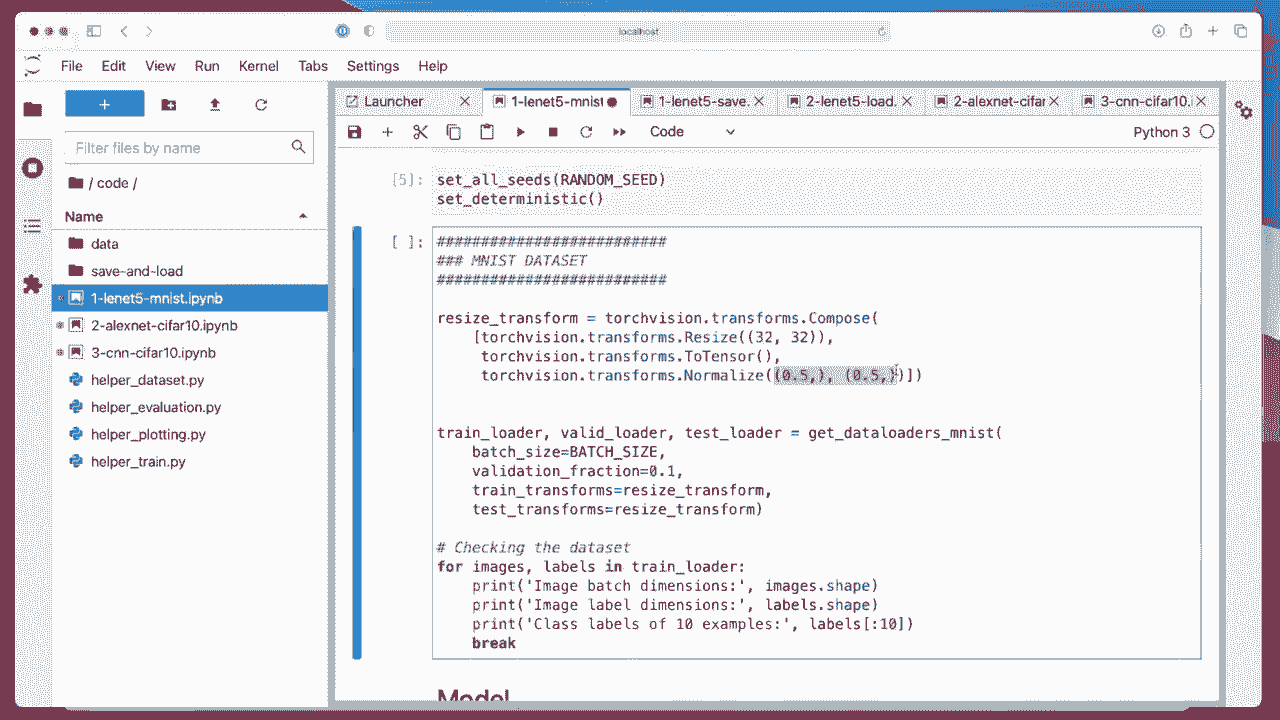 localhost
File Edit View Run Kernel Tabs Settings Help
Launcher 1-lenet5-mnist 1-lenet5-save. 2-lenet5-load. 2-alexnet-cifar 3-cnn-cifar10.
Code Python 3
Filter files by name
/ code /
Name
data
save-and-load
1-lenet5-mnist.ipynb
2-alexnet-cifar10.ipynb
3-cnn-cifar10.ipynb
helper_dataset.py
helper_evaluation.py
helper_plotting.py
helper_train.py
[5]: set_all_seeds(RANDOM_SEED)
set_deterministic()
[ ]: ##########################
### MNIST DATASET
##########################
resize_transform = torchvision.transforms.Compose(
[torchvision.transforms.Resize((32, 32)),
torchvision.transforms.ToTensor(),
torchvision.transforms.Normalize((0.5,), (0.5,))])
train_loader, valid_loader, test_loader = get_dataloaders_mnist(
batch_size=BATCH_SIZE,
validation_fraction=0.1,
train_transforms=resize_transform,
test_transforms=resize_transform)
# Checking the dataset
for images, labels in train_loader:
print('Image batch dimensions:', images.shape)
print('Image label dimensions:', labels.shape)
print('Class labels of 10 examples:', labels[:10])
break
Model